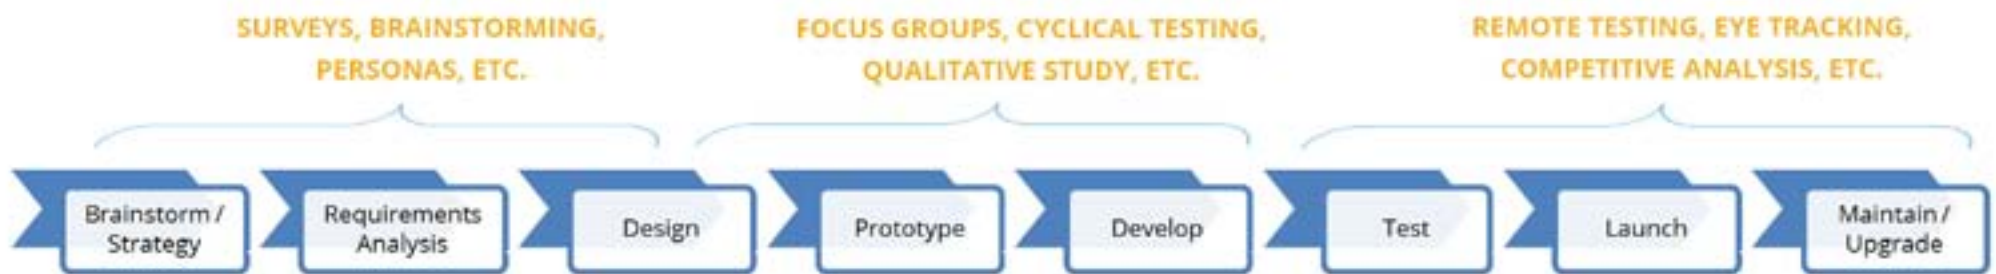 SURVEYS, BRAINSTORMING,
PERSONAS, ETC.
FOCUS GROUPS, CYCLICAL TESTING,
QUALITATIVE STUDY, ETC.
REMOTE TESTING, EYE TRACKING,
COMPETITIVE ANALYSIS, ETC.
Brainstorm /
Strategy
Requirements
Analysis
Design
Prototype
Develop
Test
Launch
Maintain /
Upgrade